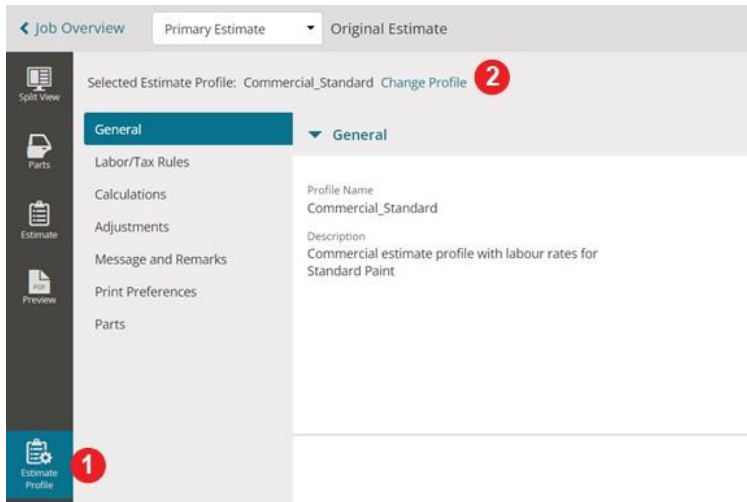 Job Overview
Primary Estimate
Original Estimate
Split View
Selected Estimate Profile: Commercial_Standard Change Profile
2
General
General
Parts
Labor/Tax Rules
Calculations
Profile Name
Commercial_Standard
Estimate
Adjustments
Description
Commercial estimate profile with labour rates for
Standard Paint
Message and Remarks
PDF
Preview
Print Preferences
Parts
Estimate
Profile
1